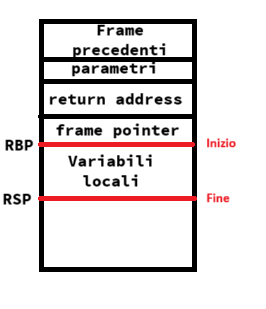 Frame
precedenti
parametri
return address
frame pointer
RBP
Inizio
Variabili
locali
RSP
Fine